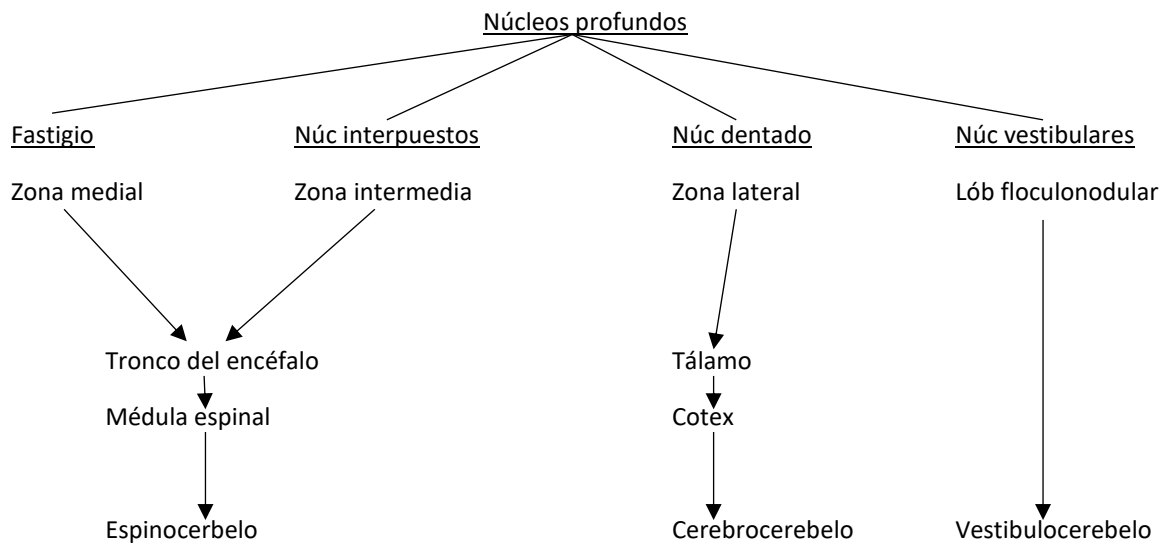 Núcleos profundos
Fastigio Núc interpuestos Núc dentado Núc vestibulares
Zona medial Zona intermedia Zona lateral Lób floculonodular
Tronco del encéfalo Tálamo
Médula espinal Cotex
Espinocerbelo Cerebrocerebelo Vestibulocerebelo